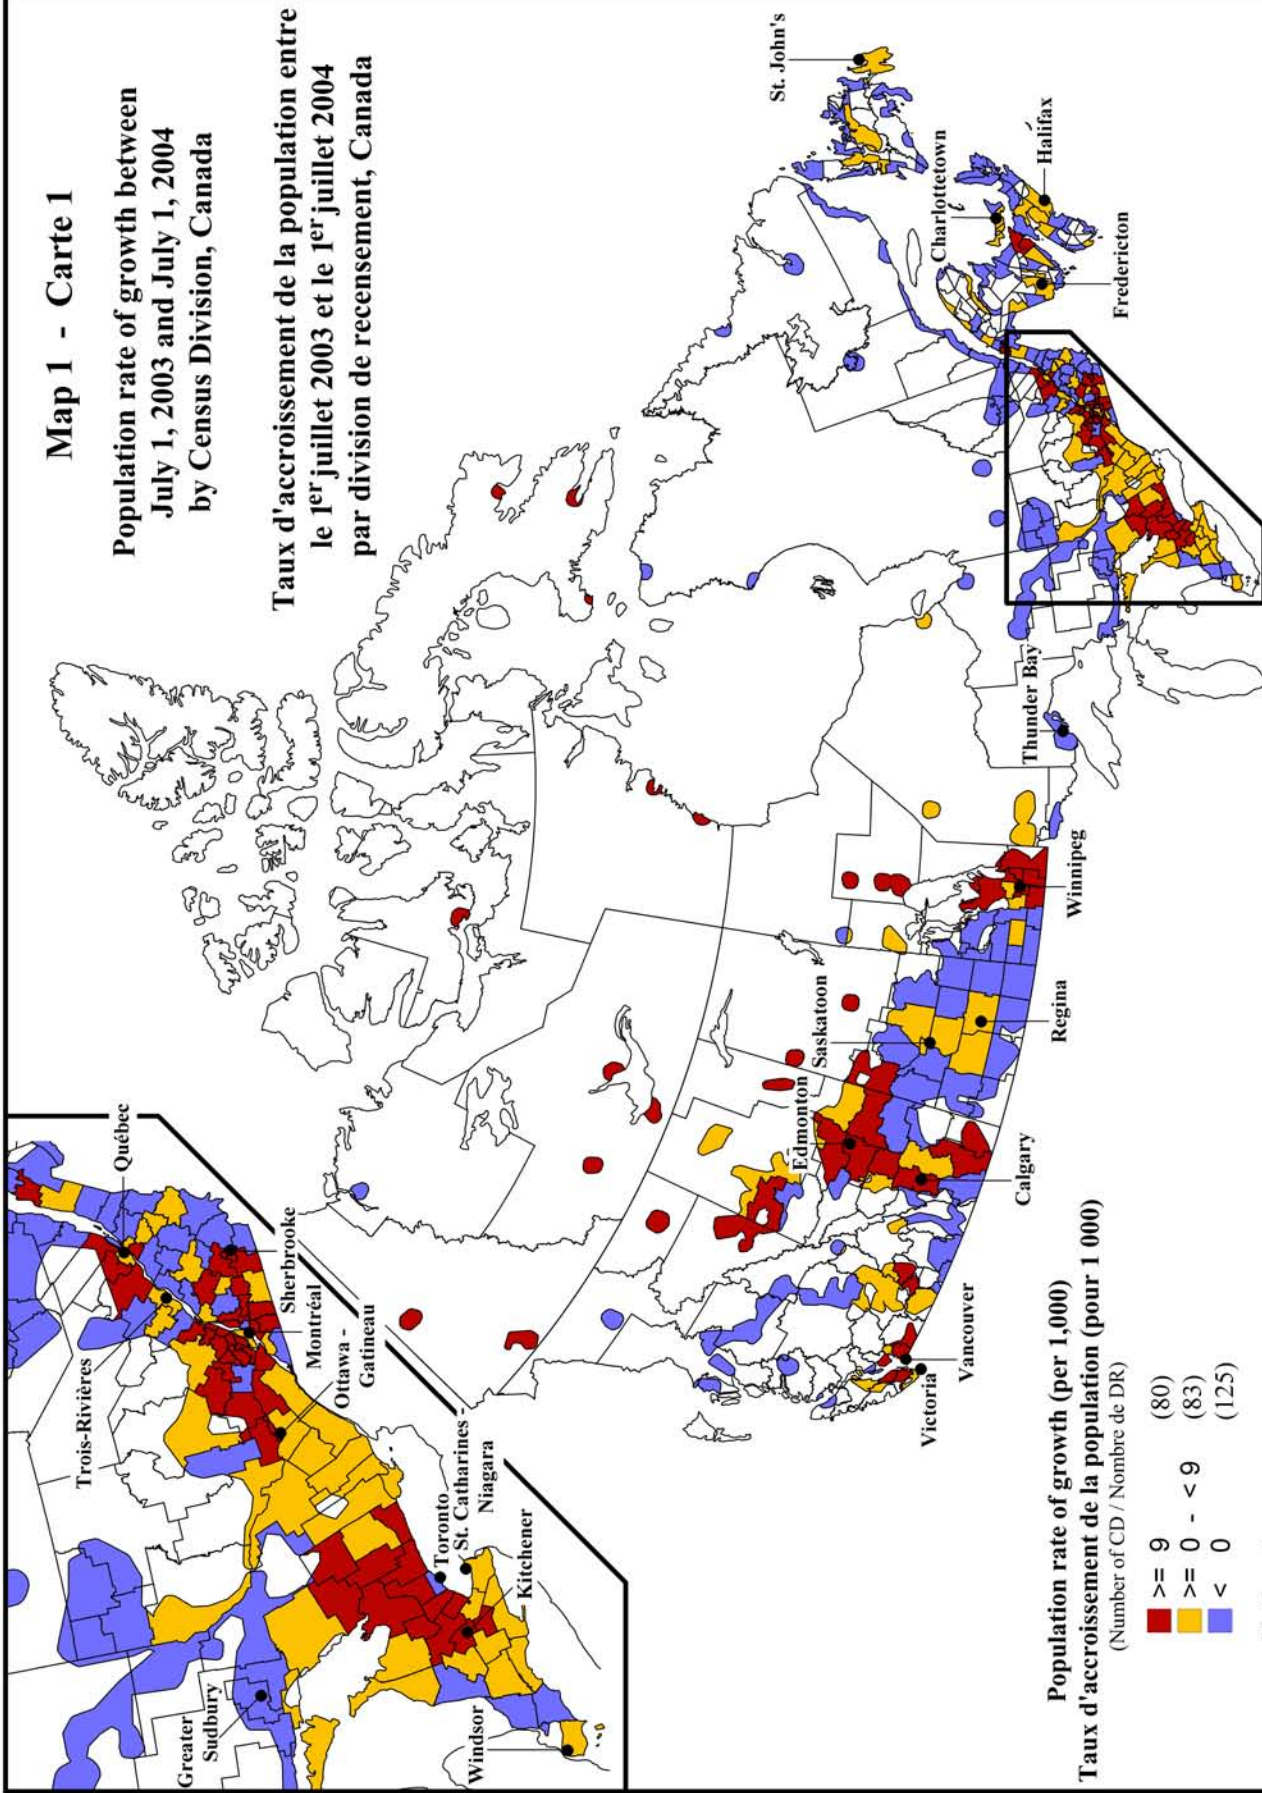 Map 1 - Carte 1
Population rate of growth between
July 1, 2003 and July 1, 2004
by Census Division, Canada
Taux d'accroissement de la population entre
le 1er juillet 2003 et le 1er juillet 2004
par division de recensement, Canada
Québec
Trois-Rivières
Sherbrooke
Montréal
Ottawa -
Gatineau
Greater
Sudbury
Toronto
St. Catharines -
Niagara
Kitchener
Windsor
St. John's
Charlottetown
Halifax
Fredericton
Thunder Bay
Winnipeg
Saskatoon
Regina
Edmonton
Calgary
Vancouver
Victoria
Population rate of growth (per 1,000)
Taux d'accroissement de la population (pour 1 000)
(Number of CD / Nombre de DR)
>= 9 (80)
>= 0 - < 9 (83)
< 0 (125)